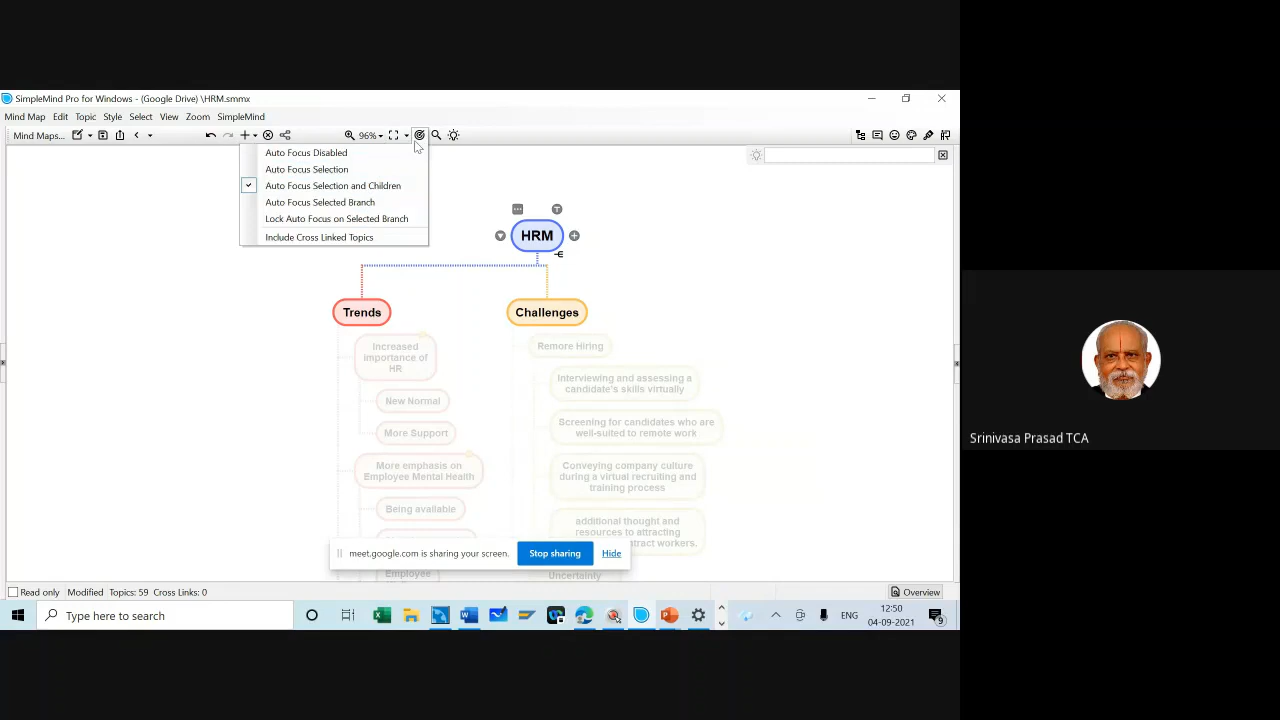 SimpleMind Pro for Windows - (Google Drive) \HRM.smmx
Mind Map Edit Topic Style Select View Zoom SimpleMind
Mind Maps... 96%
Auto Focus Disabled
Auto Focus Selection
Auto Focus Selection and Children
Auto Focus Selected Branch
Lock Auto Focus on Selected Branch
Include Cross Linked Topics
HRM
Trends
Increased
importance of
HR
New Normal
More Support
More emphasis on
Employee Mental Health
Being available
Employee
Challenges
Remore Hiring
Interviewing and assessing a
candidate's skills virtually
Screening for candidates who are
well-suited to remote work
Conveying company culture
during a virtual recruiting and
training process
additional thought and
resources to attracting
tract workers.
Uncertainty
meet.google.com is sharing your screen. Stop sharing Hide
Read only Modified Topics: 59 Cross Links: 0 Overview
Type here to search
ENG
12:50
04-09-2021
9
Srinivasa Prasad TCA